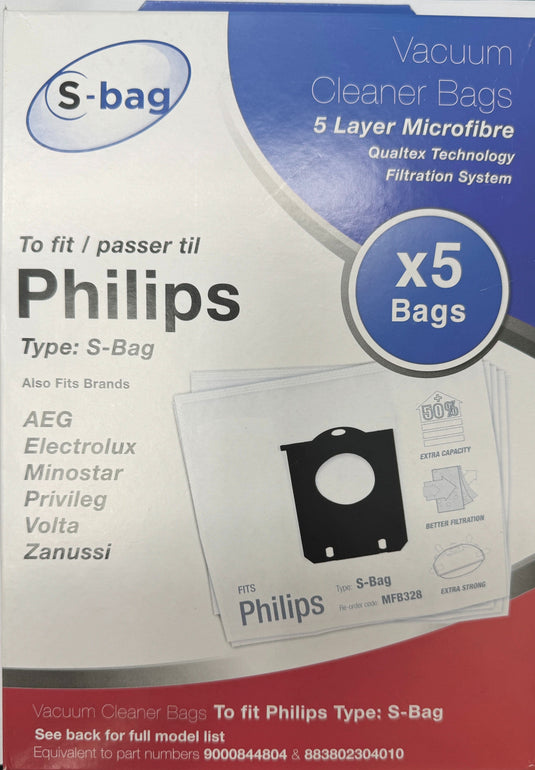 S-bag
Vacuum
Cleaner Bags
5 Layer Microfibre
Qualtex Technology
Filtration System
x5
Bags
To fit / passer til
Philips
Type: S-Bag
Also Fits Brands
AEG
Electrolux
Minostar
Privileg
Volta
Zanussi
+
50%
EXTRA CAPACITY
BETTER FILTRATION
EXTRA STRONG
FITS
Philips
Type: S-Bag
Re-order code: MFB328
Vacuum Cleaner Bags To fit Philips Type: S-Bag
See back for full model list
Equivalent to part numbers 9000844804 & 883802304010